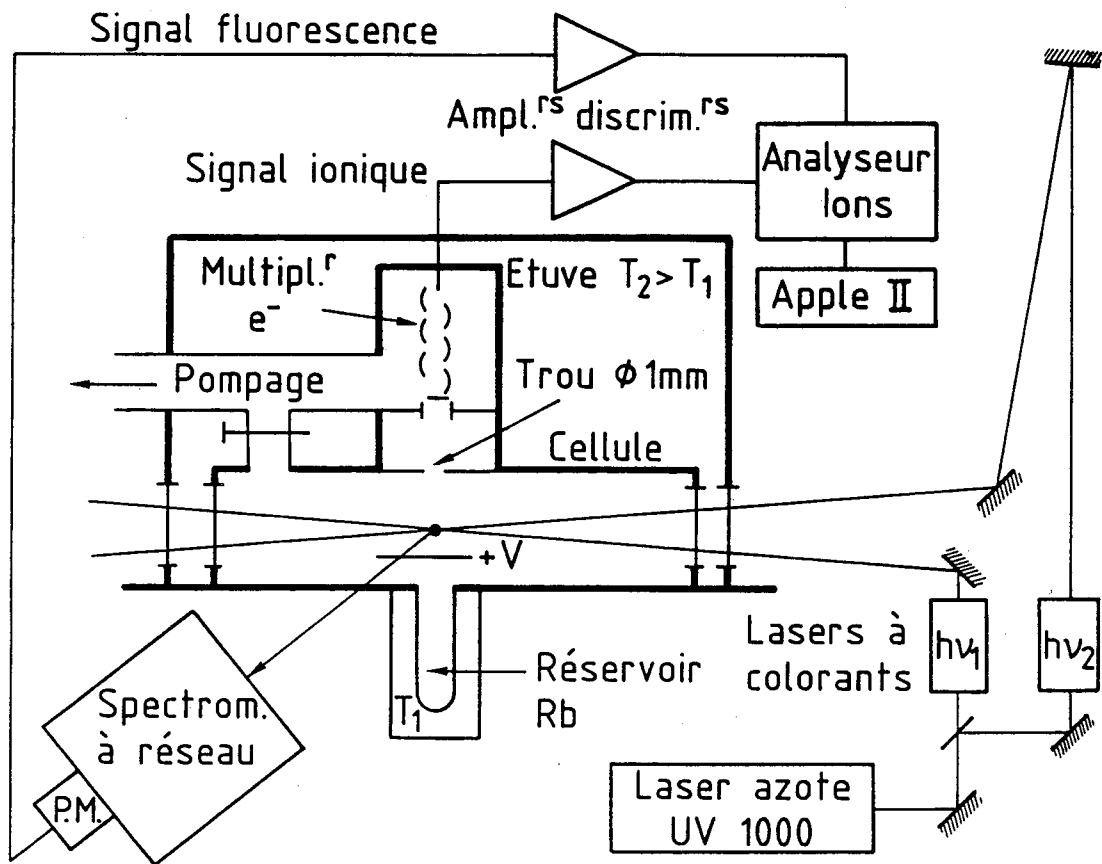 Signal fluorescence
Ampl.rs discrim.rs
Signal ionique
Analyseur
Ions
Multipl.r
e-
Etuve T2>T1
Apple II
Pompage
Trou ϕ 1mm
Cellule
+V
Lasers à
colorants
hν1
hν2
Réservoir
Rb
T1
Spectrom.
à réseau
P.M.
Laser azote
UV 1000